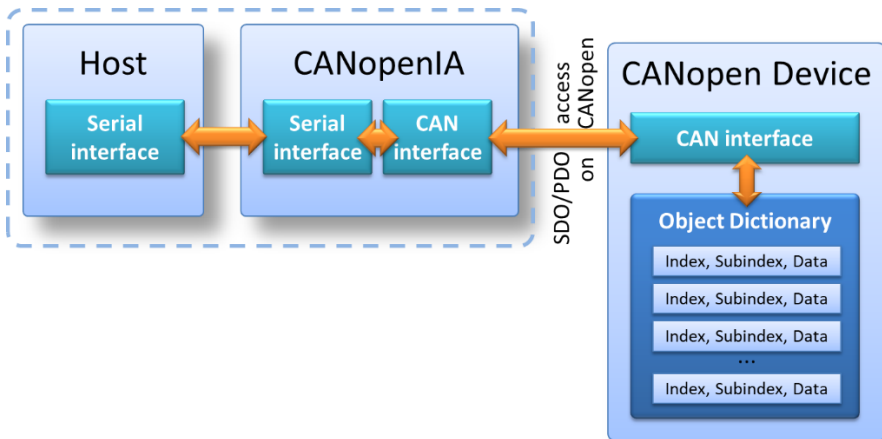 Host
Serial
interface
CANopenIA
Serial
interface
CAN
interface
SDO/PDO access
on CANopen
CANopen Device
CAN interface
Object Dictionary
Index, Subindex, Data
Index, Subindex, Data
Index, Subindex, Data
...
Index, Subindex, Data